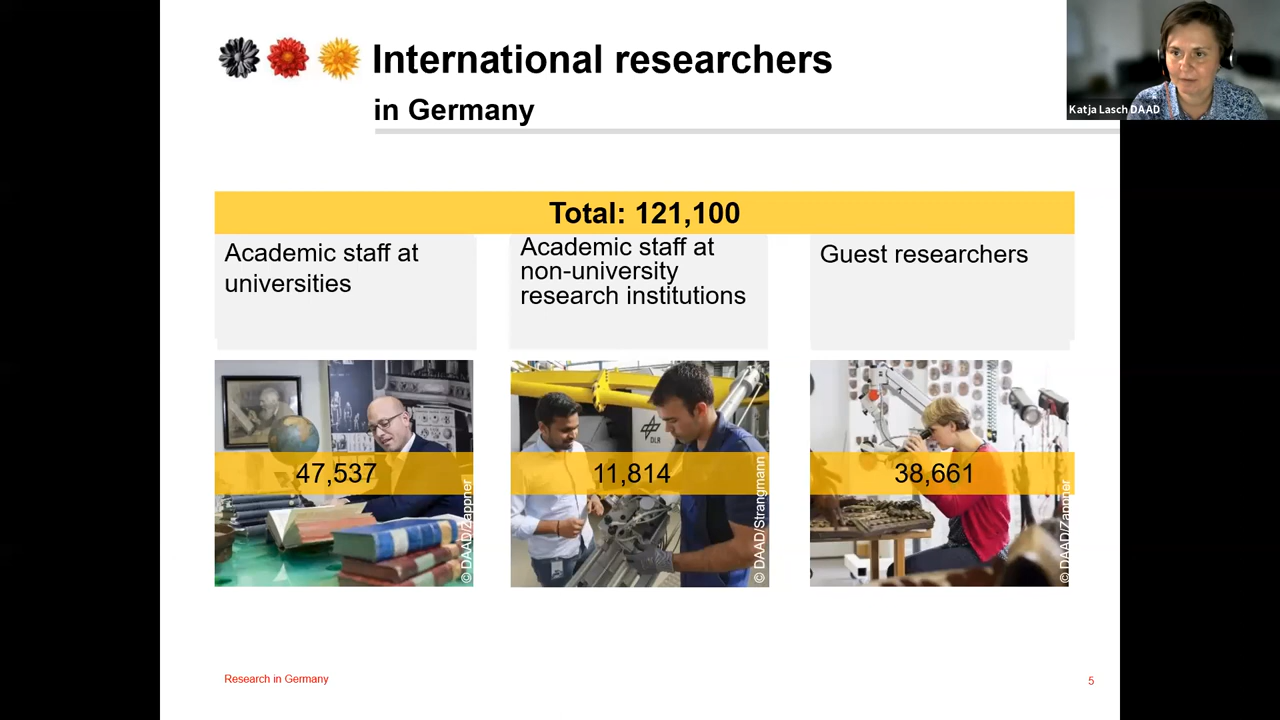 International researchers
in Germany
Katja Lasch DAAD
Total: 121,100
Academic staff at
universities
Academic staff at
non-university
research institutions
Guest researchers
47,537
11,814
38,661
DLR
© DAAD/Zappner
© DAAD/Strangmann
© DAAD/Zappner
Research in Germany
5